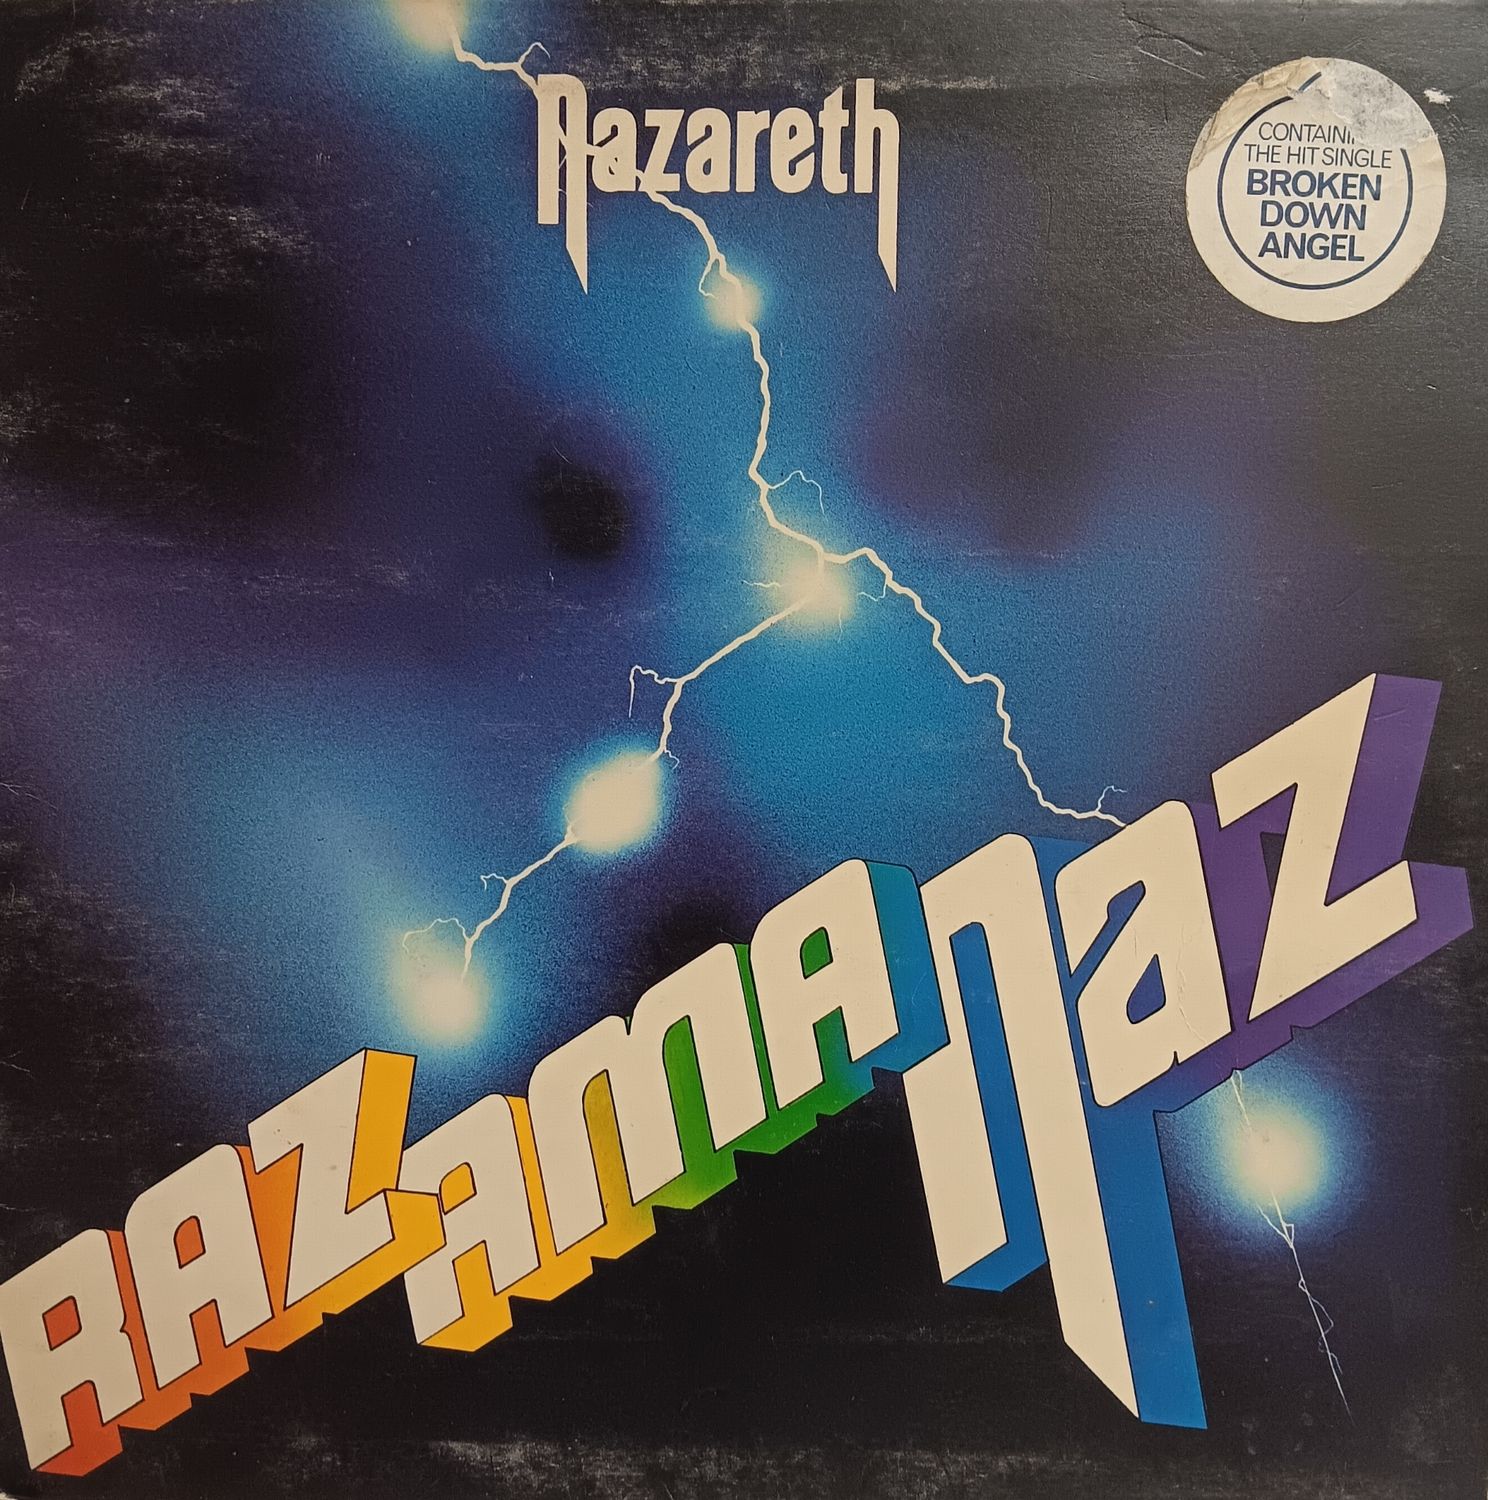 Nazareth
CONTAINI
THE HIT SINGLE
BROKEN
DOWN
ANGEL
RAZAMANAZ